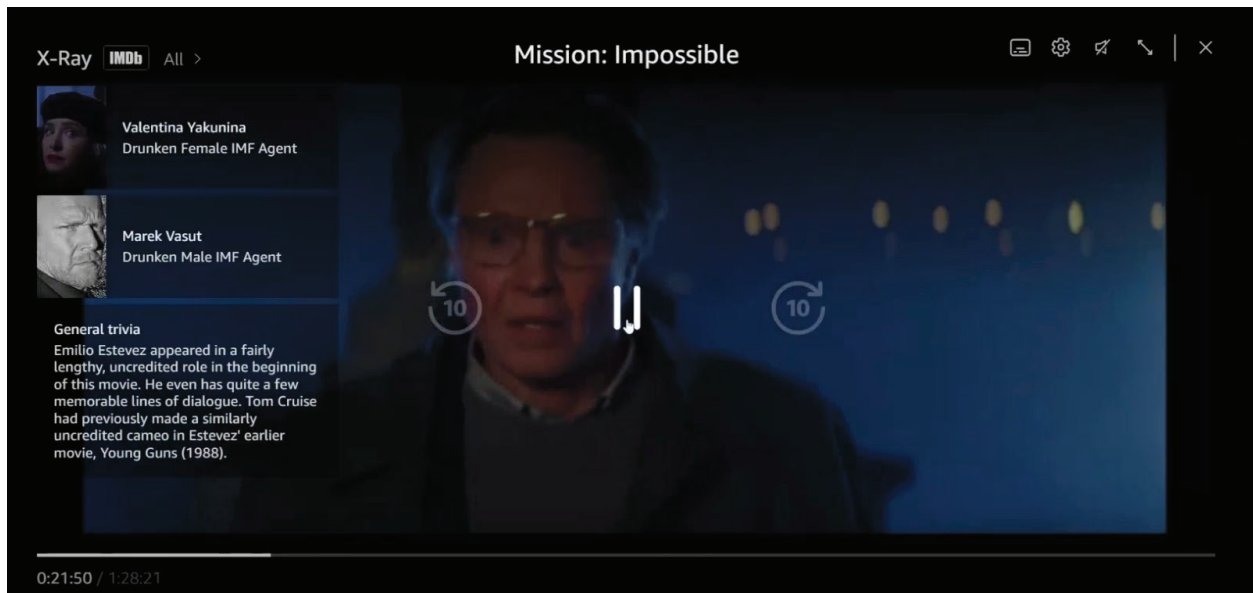 X-Ray IMDb All >
Mission: Impossible
Valentina Yakunina
Drunken Female IMF Agent
Marek Vasut
Drunken Male IMF Agent
General trivia
Emilio Estevez appeared in a fairly
lengthy, uncredited role in the beginning
of this movie. He even has quite a few
memorable lines of dialogue. Tom Cruise
had previously made a similarly
uncredited cameo in Estevez' earlier
movie, Young Guns (1988).
10
10
0:21:50 / 1:28:21